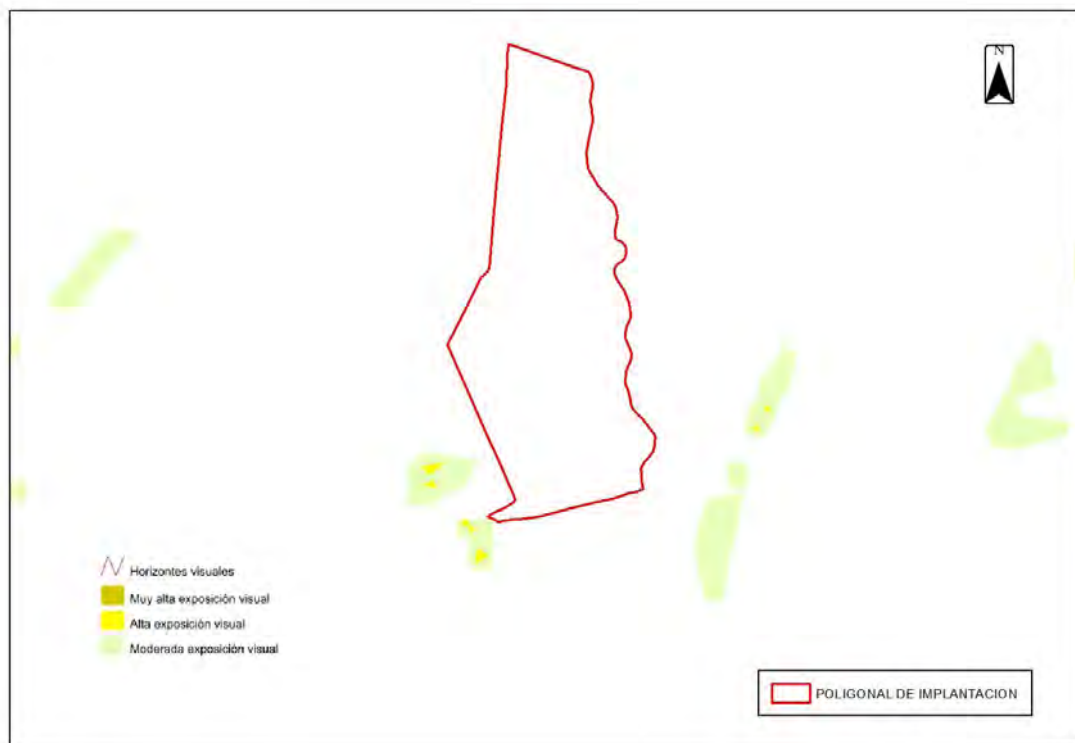 N
Horizontes visuales
Muy alta exposición visual
Alta exposición visual
Moderada exposición visual
POLIGONAL DE IMPLANTACION